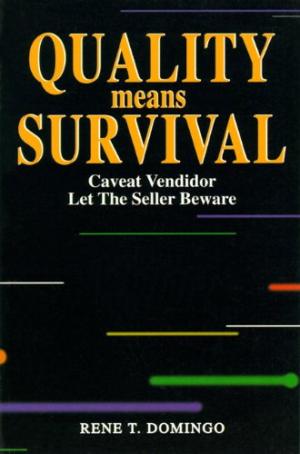 QUALITY
means
SURVIVAL
Caveat Vendidor
Let The Seller Beware
RENE T. DOMINGO